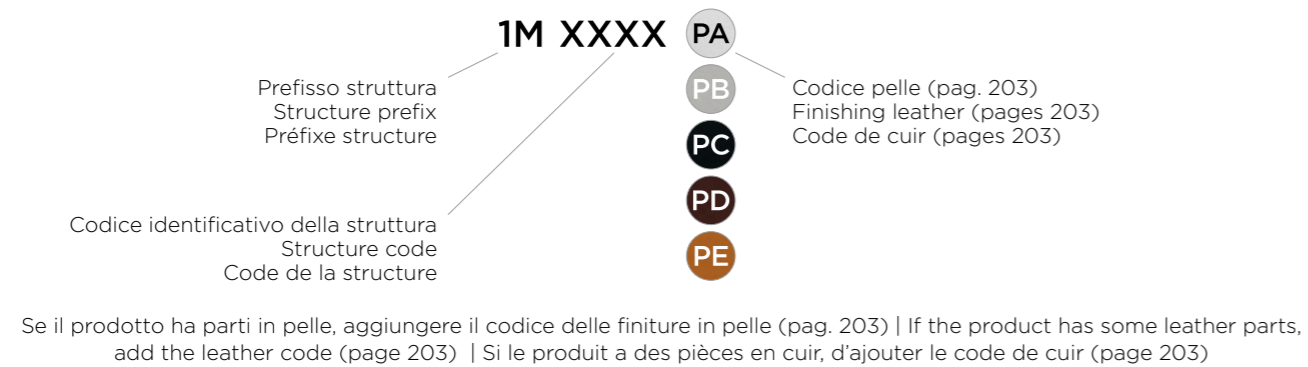 1M XXXX PA
Prefisso struttura
Structure prefix
Préfixe structure
PB
Codice pelle (pag. 203)
Finishing leather (pages 203)
Code de cuir (pages 203)
PC
PD
Codice identificativo della struttura
Structure code
Code de la structure
PE
Se il prodotto ha parti in pelle, aggiungere il codice delle finiture in pelle (pag. 203) | If the product has some leather parts,
add the leather code (page 203) | Si le produit a des pièces en cuir, d'ajouter le code de cuir (page 203)